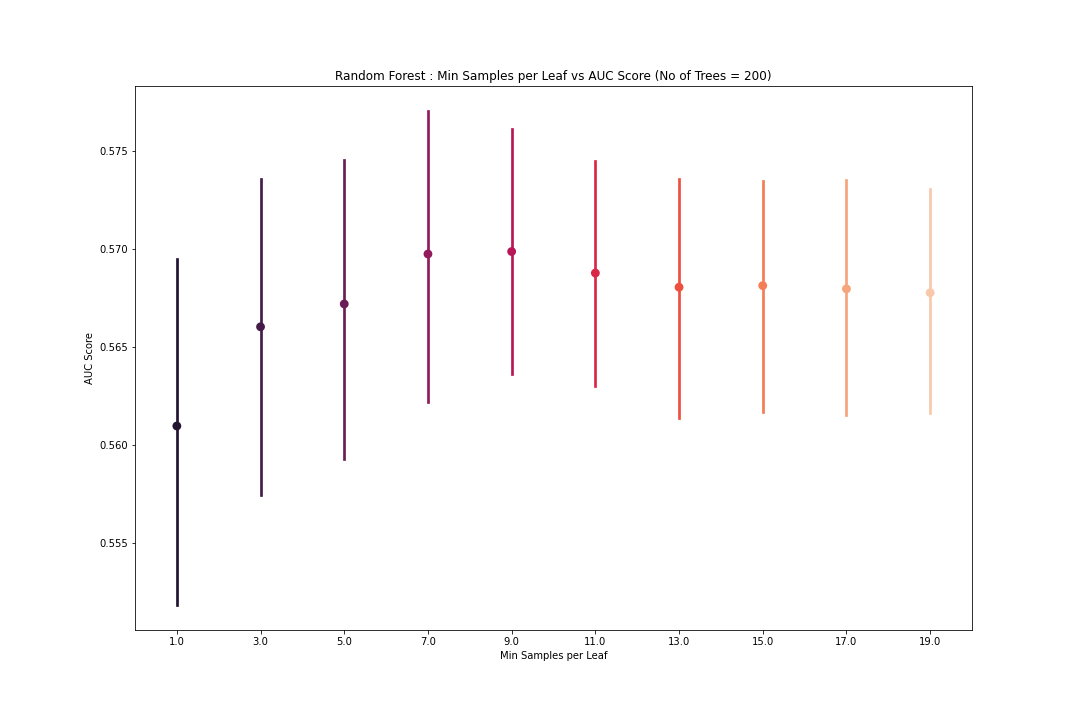 Random Forest : Min Samples per Leaf vs AUC Score (No of Trees = 200)
AUC Score
0.575
0.570
0.565
0.560
0.555
1.0 3.0 5.0 7.0 9.0 11.0 13.0 15.0 17.0 19.0
Min Samples per Leaf